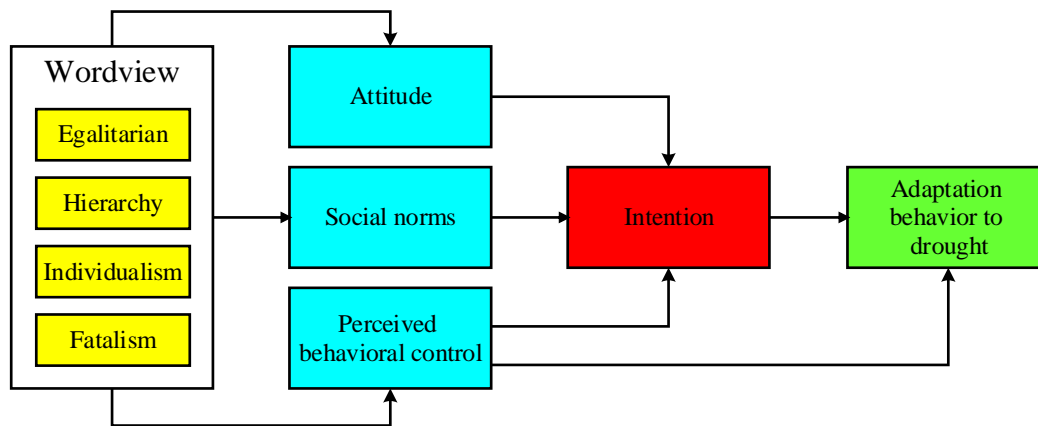 Wordview
Egalitarian
Hierarchy
Individualism
Fatalism
Attitude
Social norms
Perceived
behavioral control
Intention
Adaptation
behavior to
drought